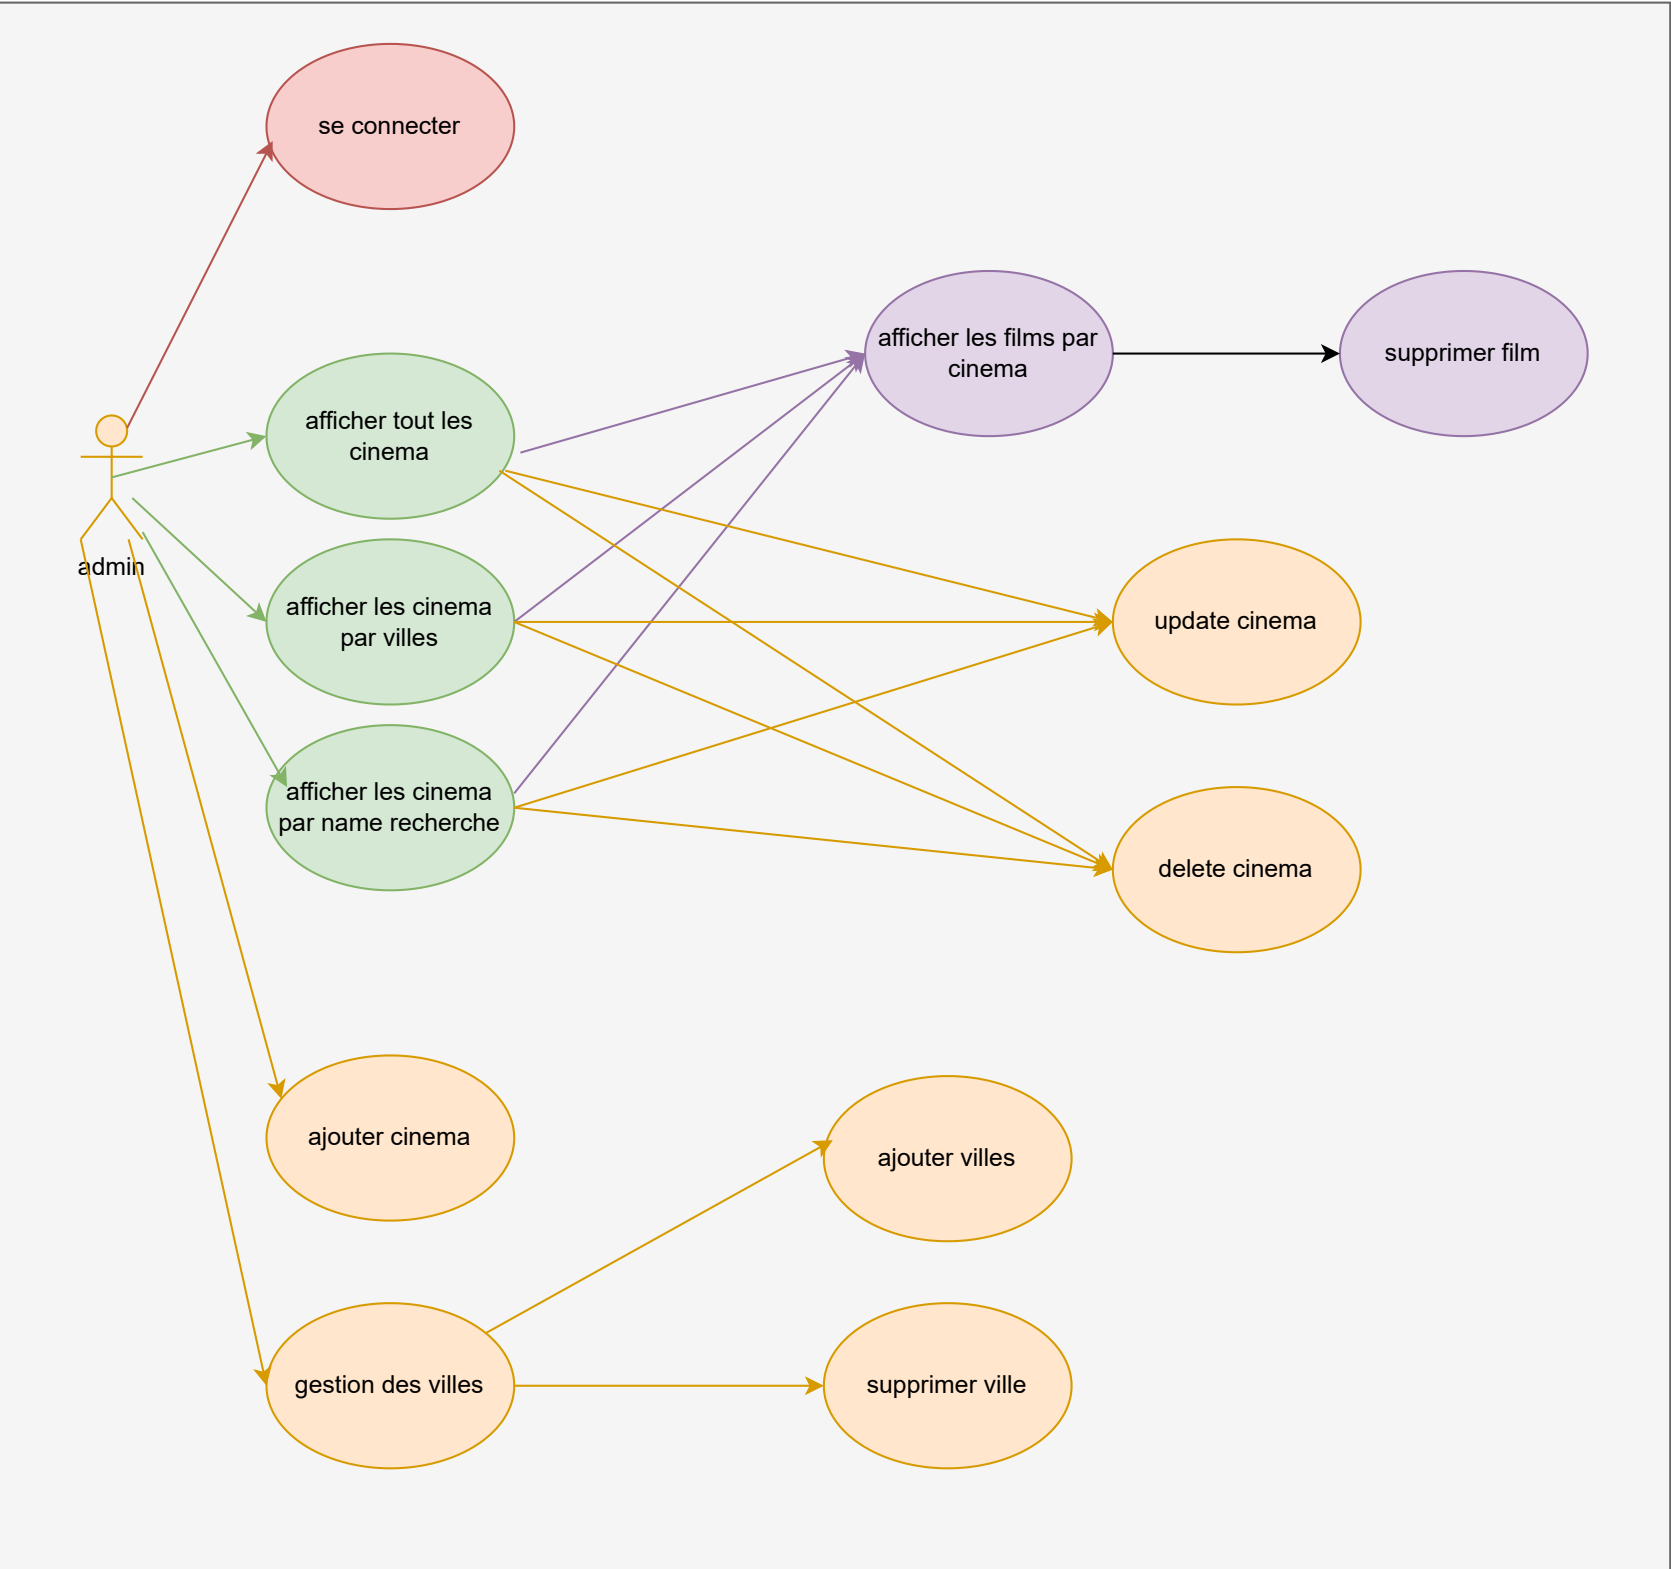 se connecter
afficher les films par
cinema
supprimer film
afficher tout les
cinema
admin
afficher les cinema
par villes
update cinema
afficher les cinema
par name recherche
delete cinema
ajouter cinema
ajouter villes
gestion des villes
supprimer ville